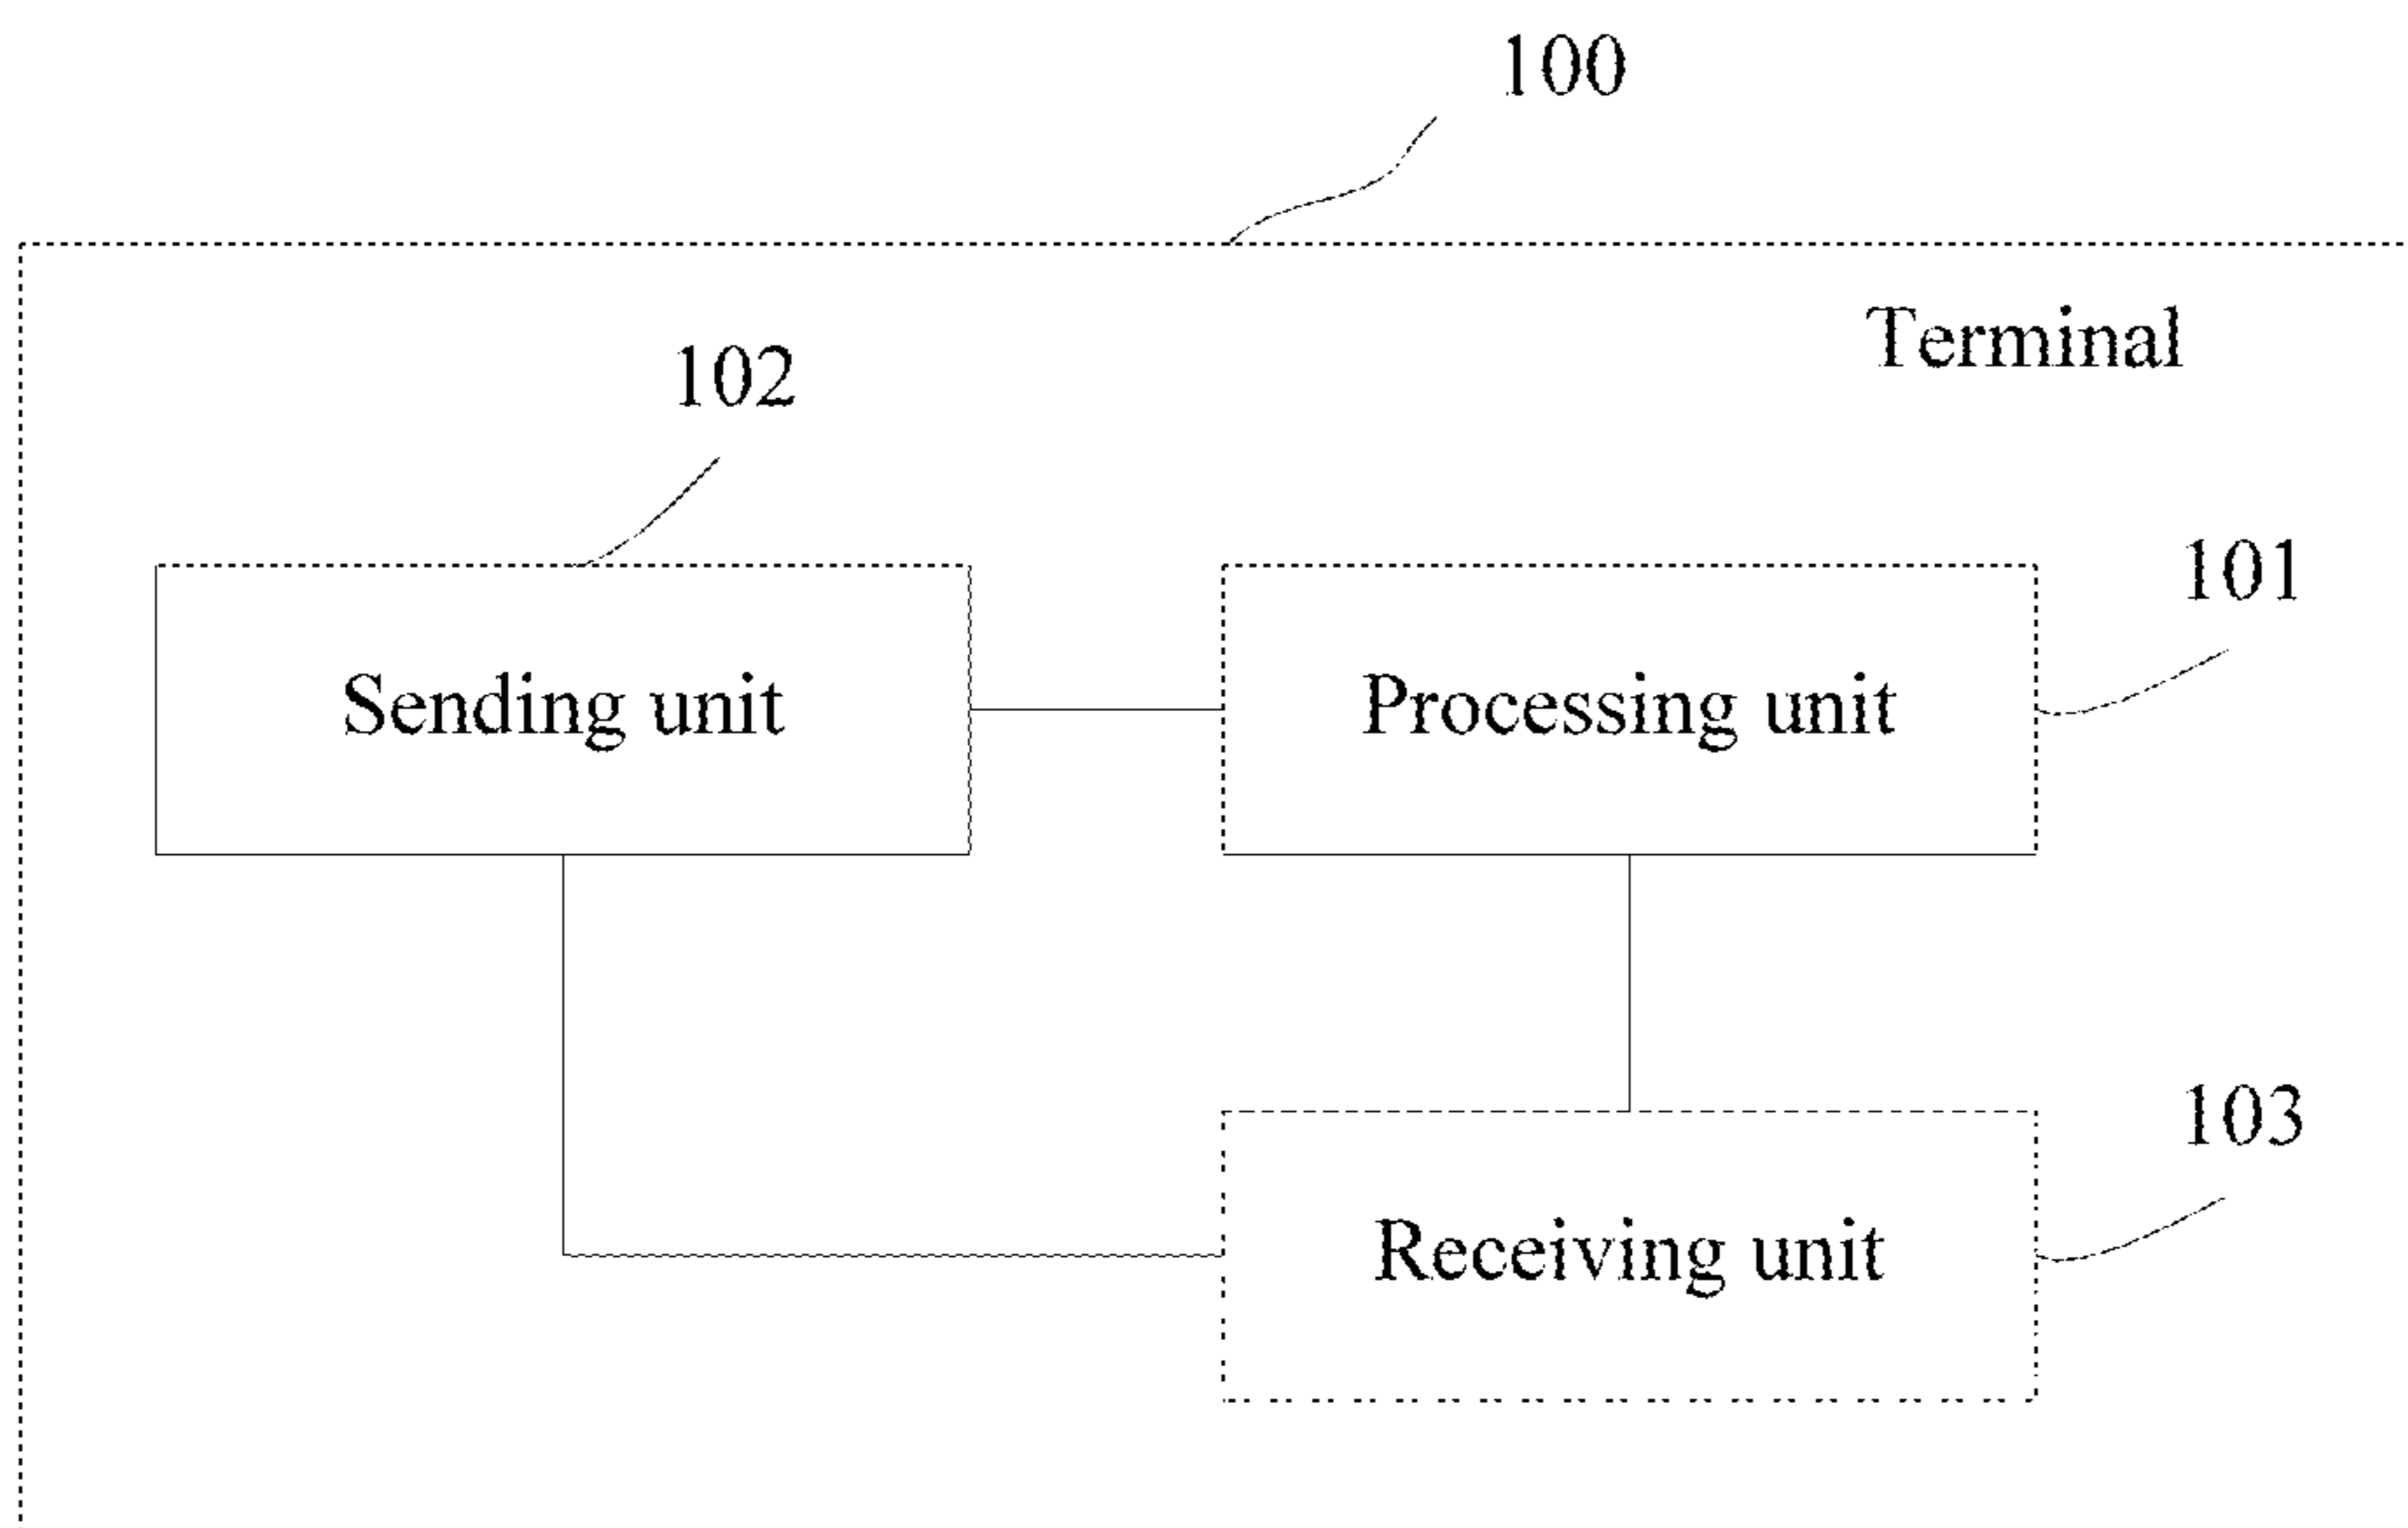 100
Terminal
102
101
Sending unit
Processing unit
103
Receiving unit